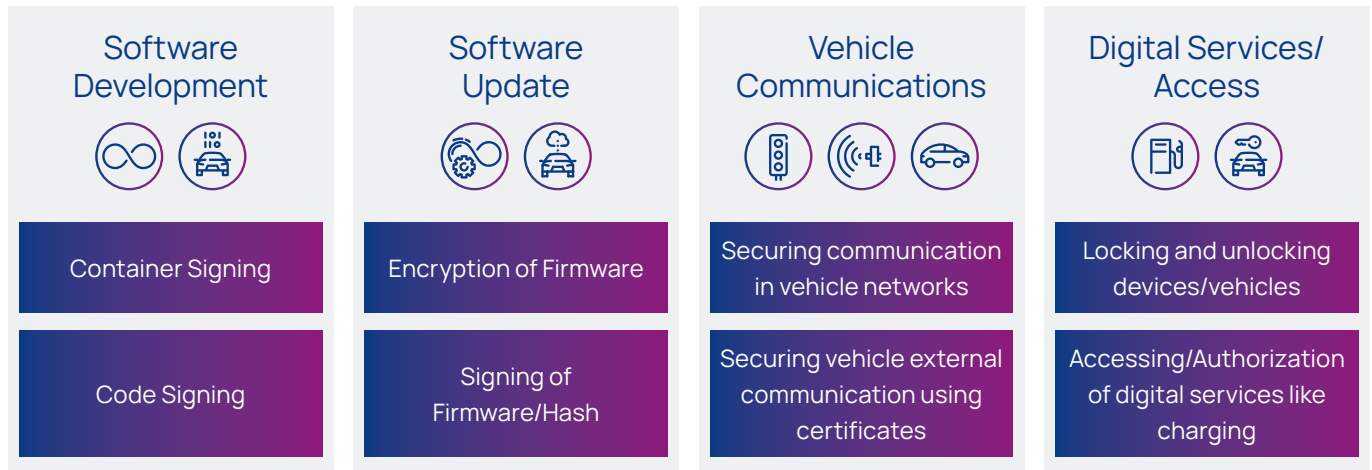 Software
Development
Container Signing
Code Signing
Software
Update
Encryption of Firmware
Signing of
Firmware/Hash
Vehicle
Communications
Securing communication
in vehicle networks
Securing vehicle external
communication using
certificates
Digital Services/
Access
Locking and unlocking
devices/vehicles
Accessing/Authorization
of digital services like
charging